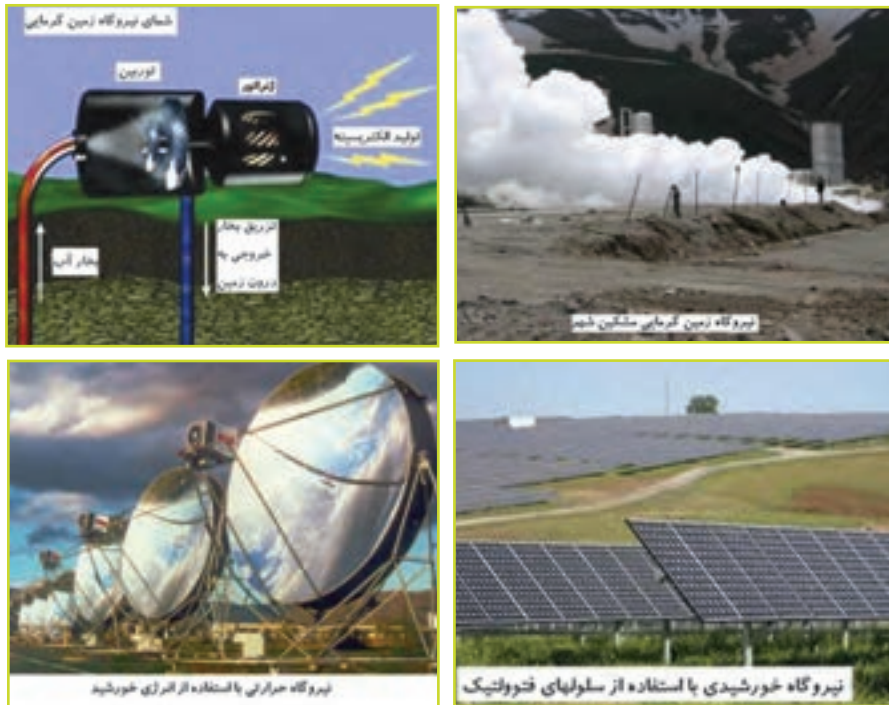 شمای نیروگاه زمین گرمایی
توربین
ژنراتور
تولید الکتریسیته
بخار آب
تزریق بخار
خروجی به
درون زمین
نیروگاه زمین گرمایی مشکین شهر
نیروگاه حرارتی با استفاده از انرژی خورشید
نیروگاه خورشیدی با استفاده از سلولهای فتوولتیک